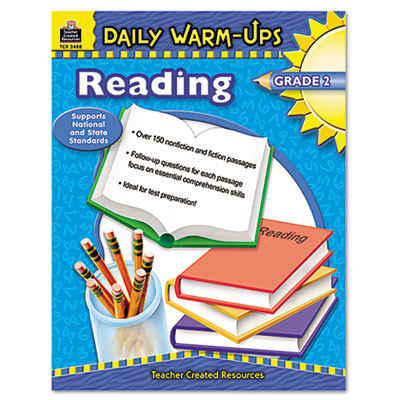 Teacher
Created
Resources
TCR 3488
DAILY WARM-UPS
Reading
GRADE 2
Supports
National and State
Standards
• Over 150 nonfiction and fiction passages
• Follow-up questions for each passage
focus on essential comprehension skills
• Ideal for test preparation!
Reading
Teacher Created Resources